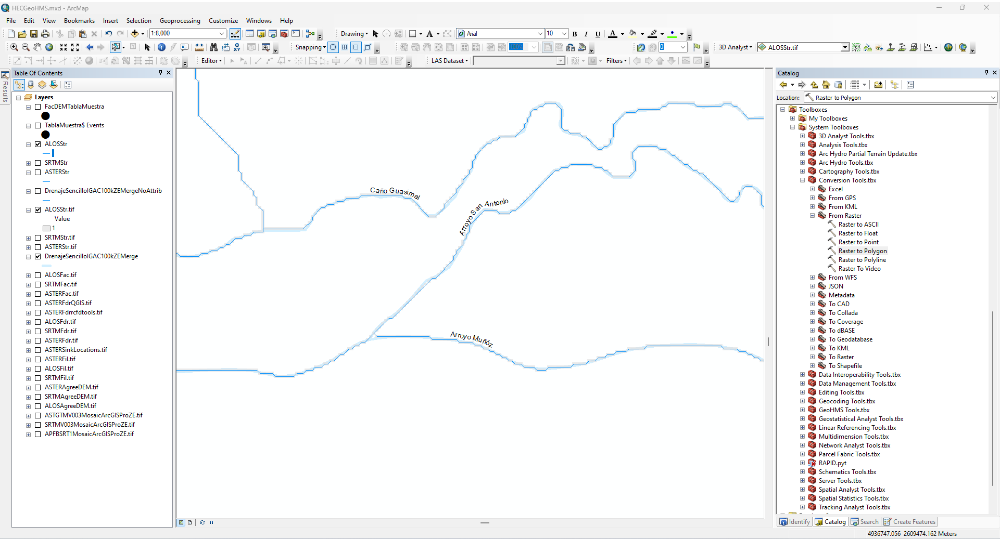 HECGeoHMS.mxd - ArcMap
File Edit View Bookmarks Insert Selection Geoprocessing Customize Windows Help
1:8,000
Drawing
Arial
10
B I U A
Snapping
100%
0
3D Analyst
ALOSStr.tif
Editor
LAS Dataset
Filters
Results
Table Of Contents
Layers
FacDEMTablaMuestra
TablaMuestra$ Events
ALOSStr
SRTMStr
ASTERStr
DrenajeSencilloIGAC100kZEMergeNoAttrib
ALOSStr.tif
Value
1
SRTMStr.tif
ASTERStr.tif
DrenajeSencilloIGAC100kZEMerge
ALOSFac.tif
SRTMFac.tif
ASTERFac.tif
ASTERFdrQGIS.tif
ASTERFdrrcfdtools.tif
ALOSFdr.tif
SRTMFdr.tif
ASTERFdr.tif
ASTERSinkLocations.tif
ASTERFil.tif
ALOSFil.tif
SRTMFil.tif
ASTERAgreeDEM.tif
SRTMAgreeDEM.tif
ALOSAgreeDEM.tif
ASTGTMV003MosaicArcGISProZE.tif
SRTMV003MosaicArcGISProZE.tif
APFBSRT1MosaicArcGISProZE.tif
Caño Guasimal
Arroyo San Antonio
Arroyo Muñóz
Catalog
Location: Raster to Polygon
Toolboxes
My Toolboxes
System Toolboxes
3D Analyst Tools.tbx
Analysis Tools.tbx
Arc Hydro Partial Terrain Update.tbx
Arc Hydro Tools.tbx
Cartography Tools.tbx
Conversion Tools.tbx
Excel
From GPS
From KML
From Raster
Raster to ASCII
Raster to Float
Raster to Point
Raster to Polygon
Raster to Polyline
Raster To Video
From WFS
JSON
Metadata
To CAD
To Collada
To Coverage
To dBASE
To Geodatabase
To KML
To Raster
To Shapefile
Data Interoperability Tools.tbx
Data Management Tools.tbx
Editing Tools.tbx
Geocoding Tools.tbx
GeoHMS Tools.tbx
Geostatistical Analyst Tools.tbx
Linear Referencing Tools.tbx
Multidimension Tools.tbx
Network Analyst Tools.tbx
Parcel Fabric Tools.tbx
RAPID.pyt
Schematics Tools.tbx
Server Tools.tbx
Spatial Analyst Tools.tbx
Spatial Statistics Tools.tbx
Tracking Analyst Tools.tbx
Identify Catalog Search Create Features
4936747.056 2609474.162 Meters